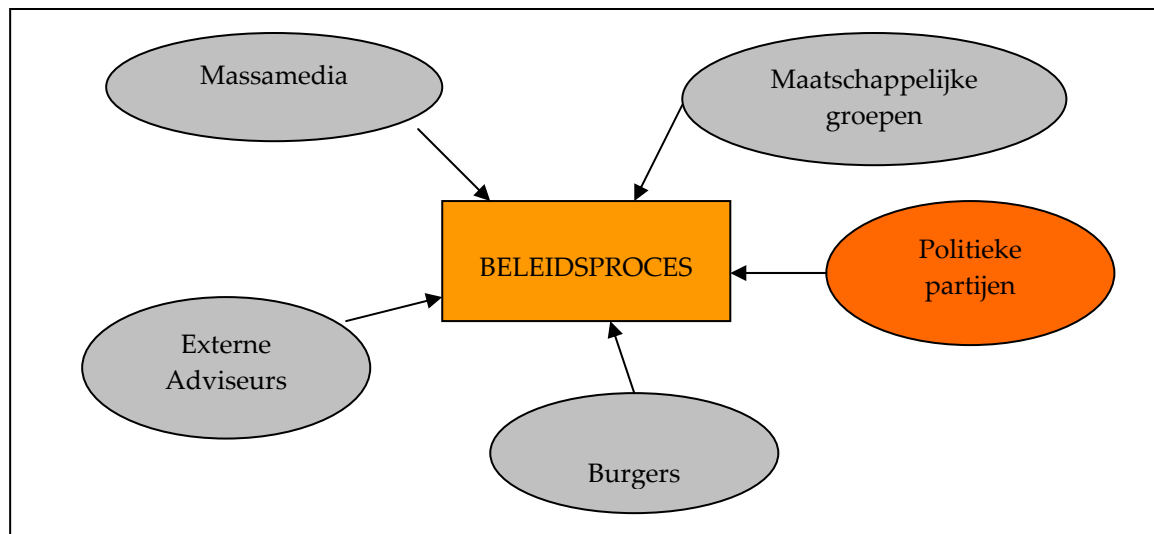 Massamedia
Maatschappelijke
groepen
Politieke
partijen
BELEIDSPROCES
Externe
Adviseurs
Burgers